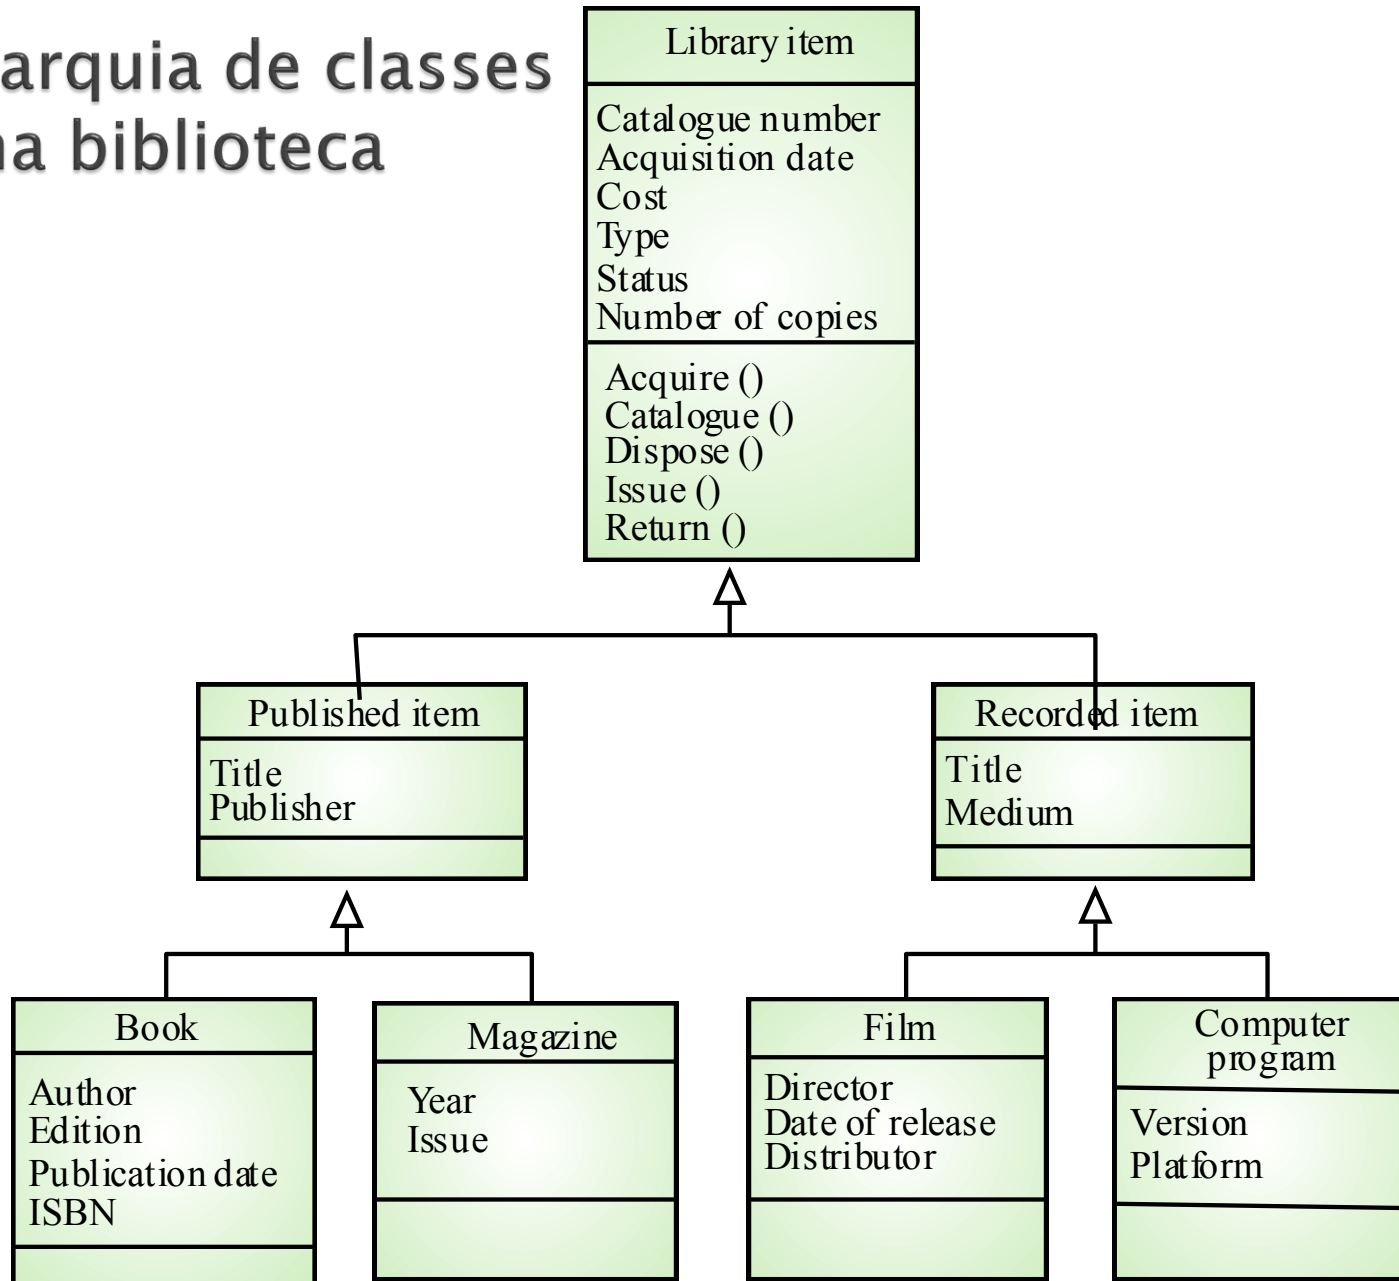 arquia de classes
na biblioteca
Library item
Catalogue number
Acquisition date
Cost
Type
Status
Number of copies
Acquire ()
Catalogue ()
Dispose ()
Issue ()
Return ()
Published item
Title
Publisher
Recorded item
Title
Medium
Book
Author
Edition
Publication date
ISBN
Magazine
Year
Issue
Film
Director
Date of release
Distributor
Computer
program
Version
Platform